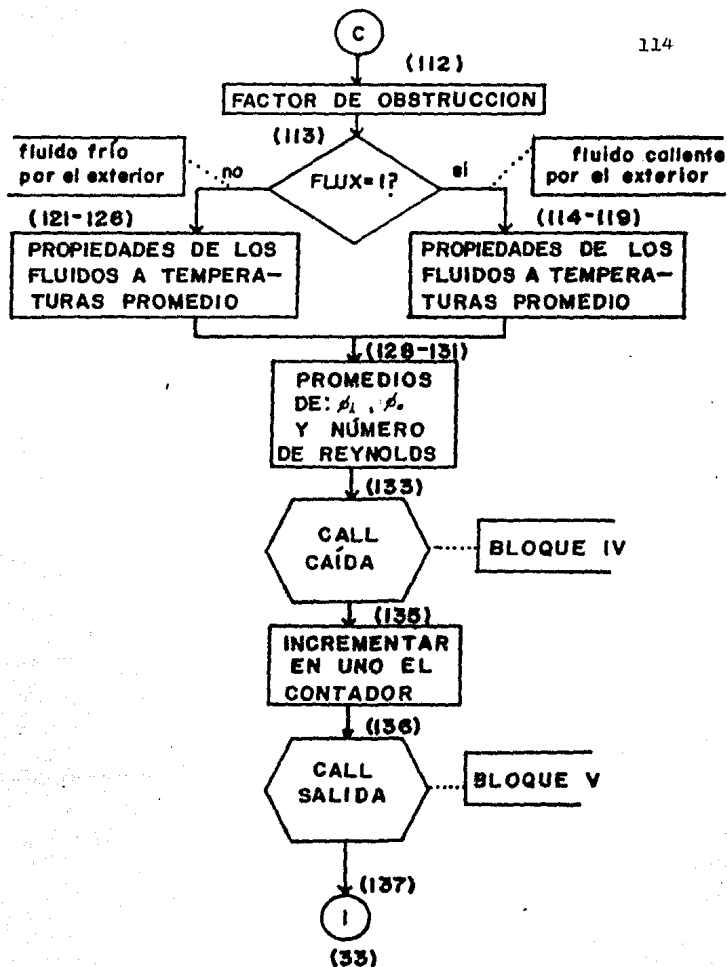 114
C
(112)
FACTOR DE OBSTRUCCION
(113)
fluido frío
por el exterior
no
FLUX=1?
sí
fluido caliente
por el exterior
(121-126)
PROPIEDADES DE LOS
FLUIDOS A TEMPERA-
TURAS PROMEDIO
(114-119)
PROPIEDADES DE LOS
FLUIDOS A TEMPERA-
TURAS PROMEDIO
(128-131)
PROMEDIOS
DE: øᵢ , øₒ
Y NÚMERO
DE REYNOLDS
(133)
CALL
CAÍDA
BLOQUE IV
(135)
INCREMENTAR
EN UNO EL
CONTADOR
(136)
CALL
SALIDA
BLOQUE V
(137)
I
(33)